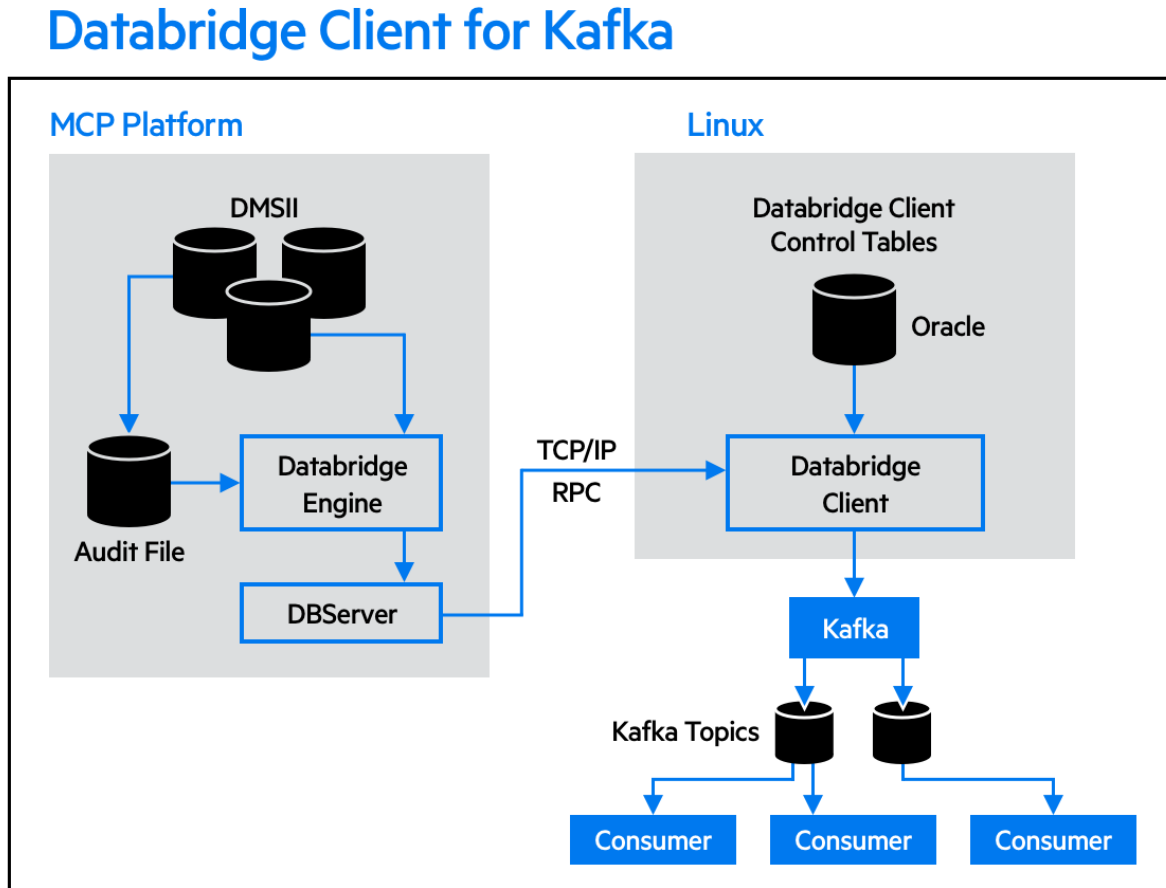 Databridge Client for Kafka
MCP Platform
DMSII
Databridge
Engine
Audit File
DBServer
TCP/IP
RPC
Linux
Databridge Client
Control Tables
Oracle
Databridge
Client
Kafka
Kafka Topics
Consumer
Consumer
Consumer